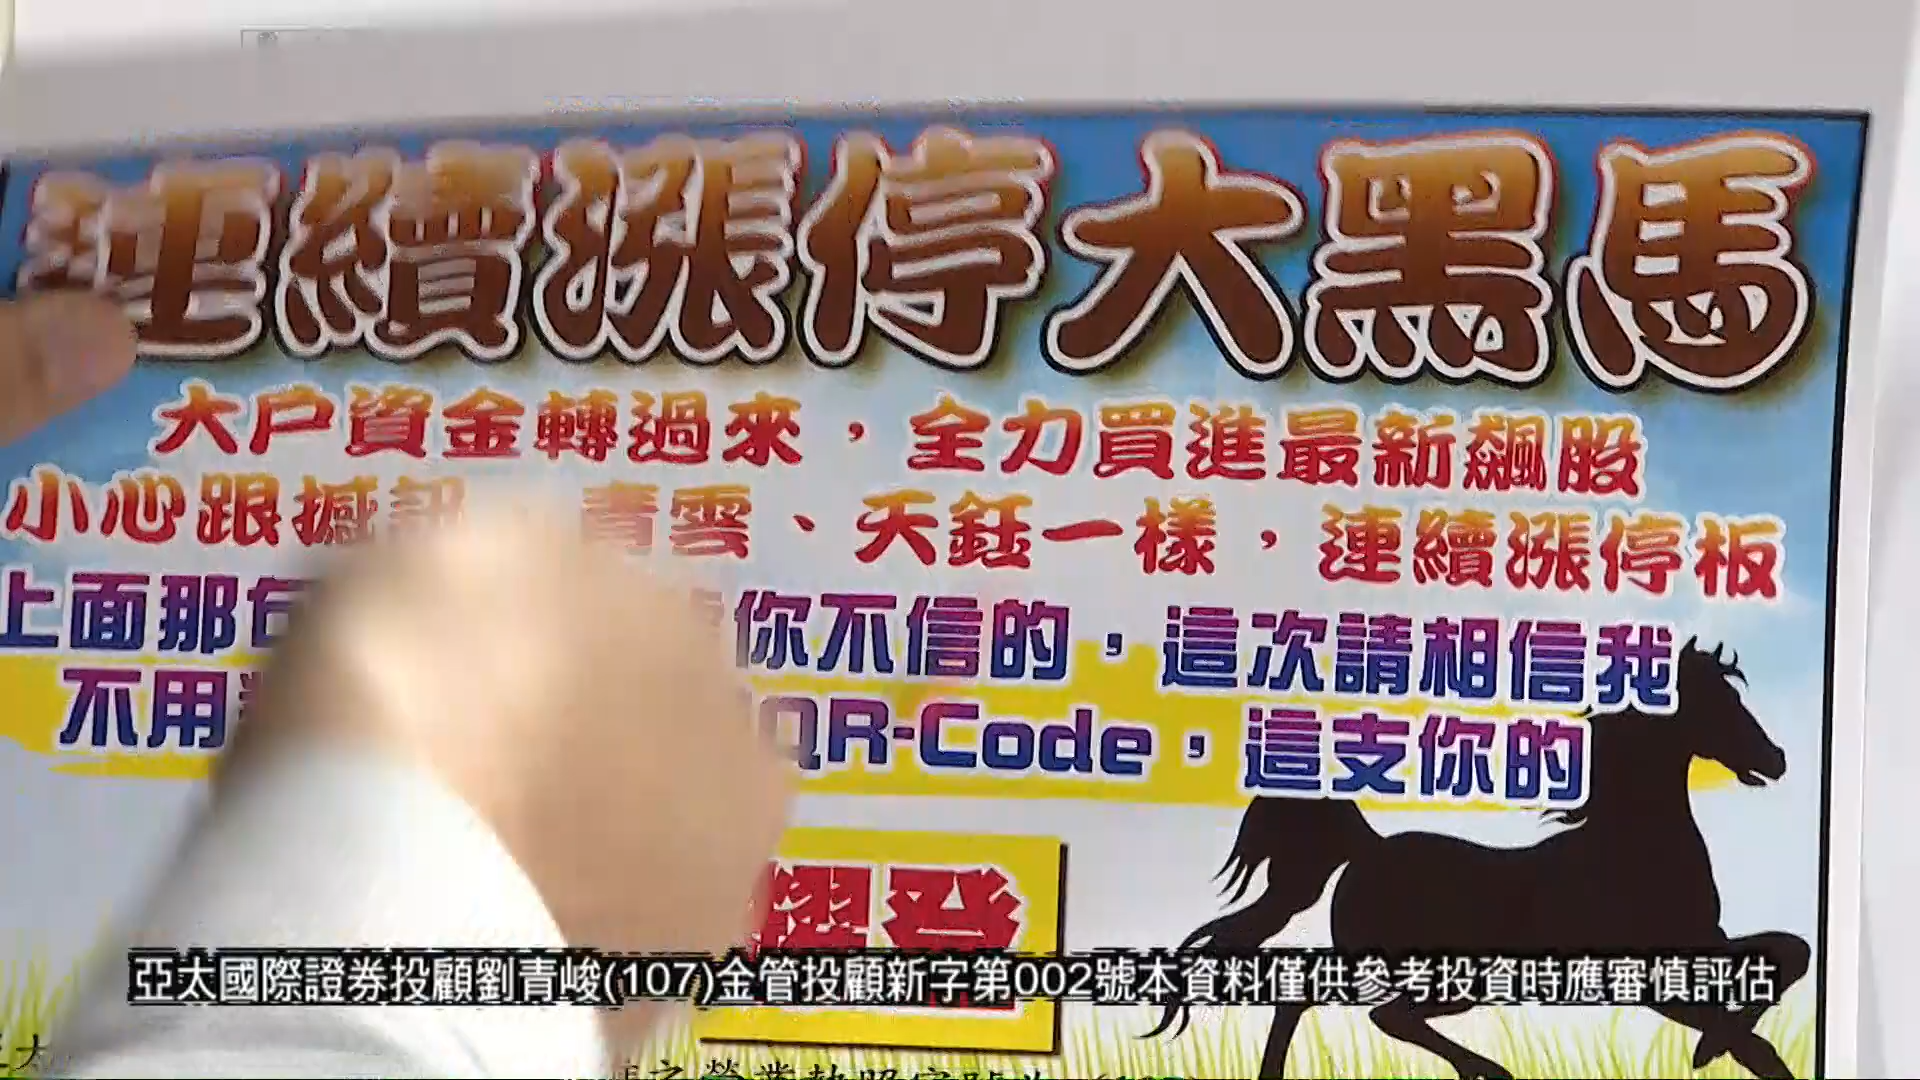 連續漲停大黑馬
大戶資金轉過來，全力買進最新飆股
小心跟撼訊 青雲、天鈺一樣，連續漲停板
上面那句 你不信的，這次請相信我
不用 QR-Code，這支你的
耀登
亞太國際證券投顧劉青峻(107)金管投顧新字第002號本資料僅供參考投資時應審慎評估